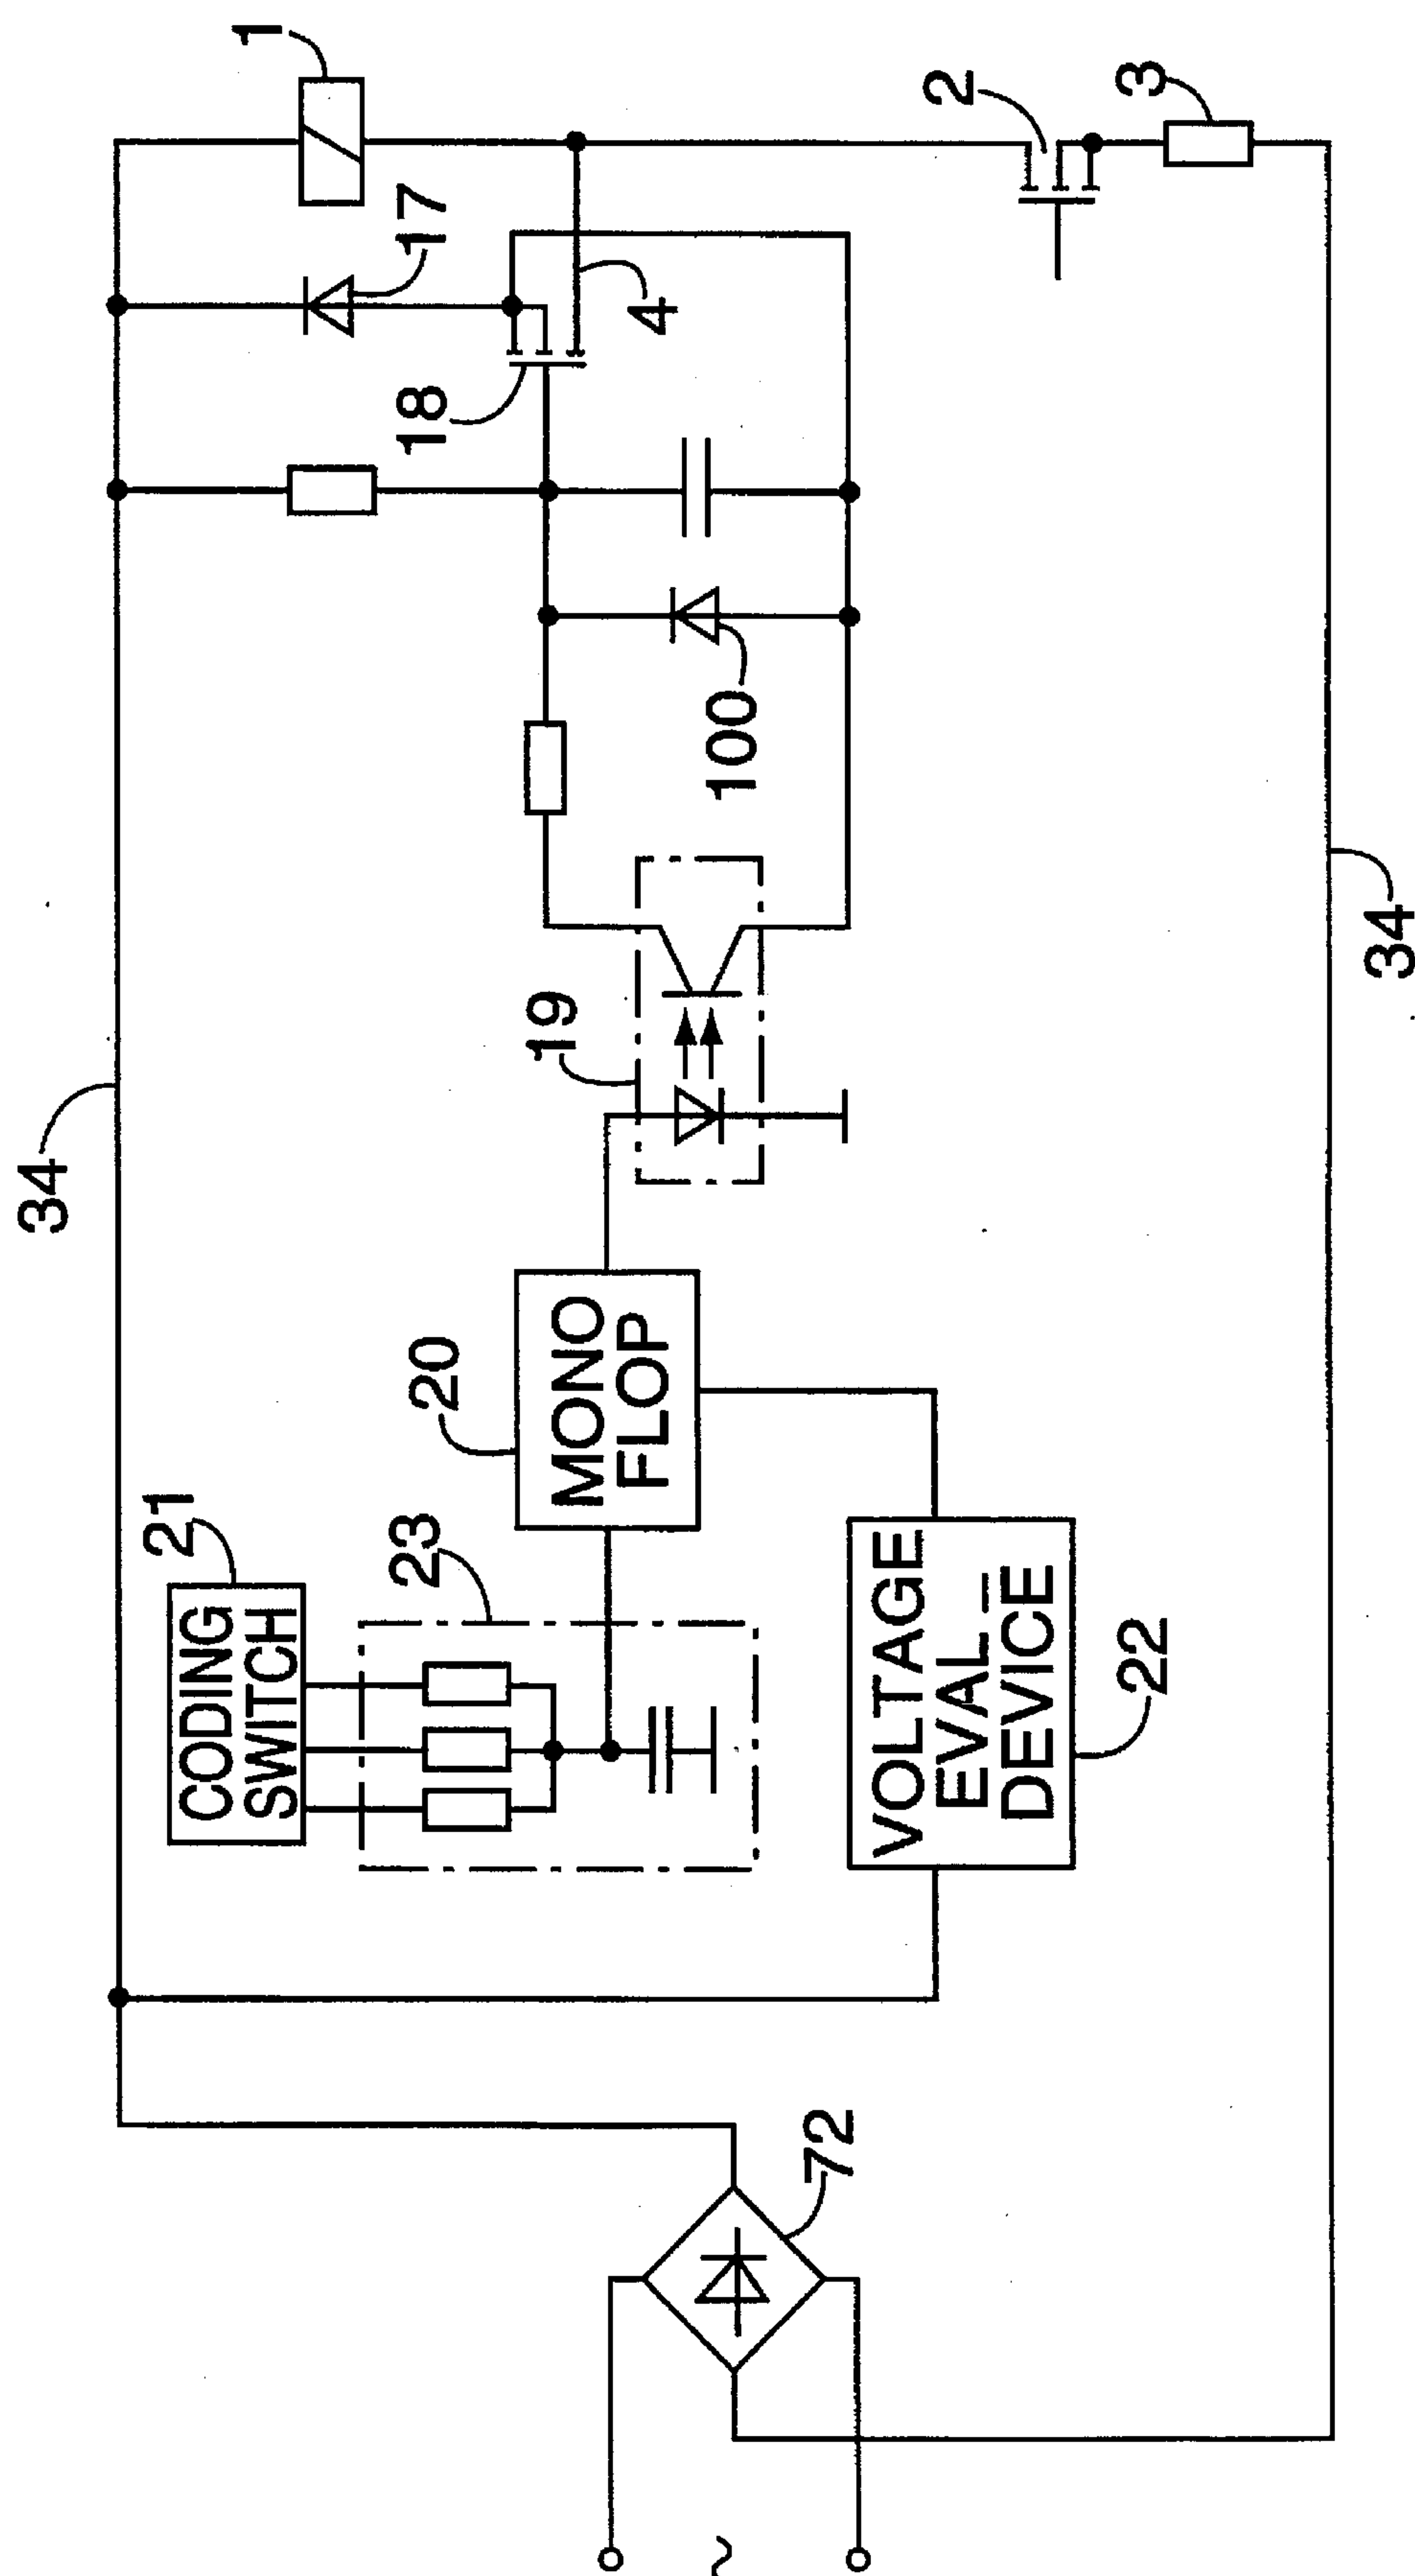 1
2
3
17
4
18
100
34
19
34
20
MONO
FLOP
21
CODING
SWITCH
23
VOLTAGE
EVAL_
DEVICE
22
72
~